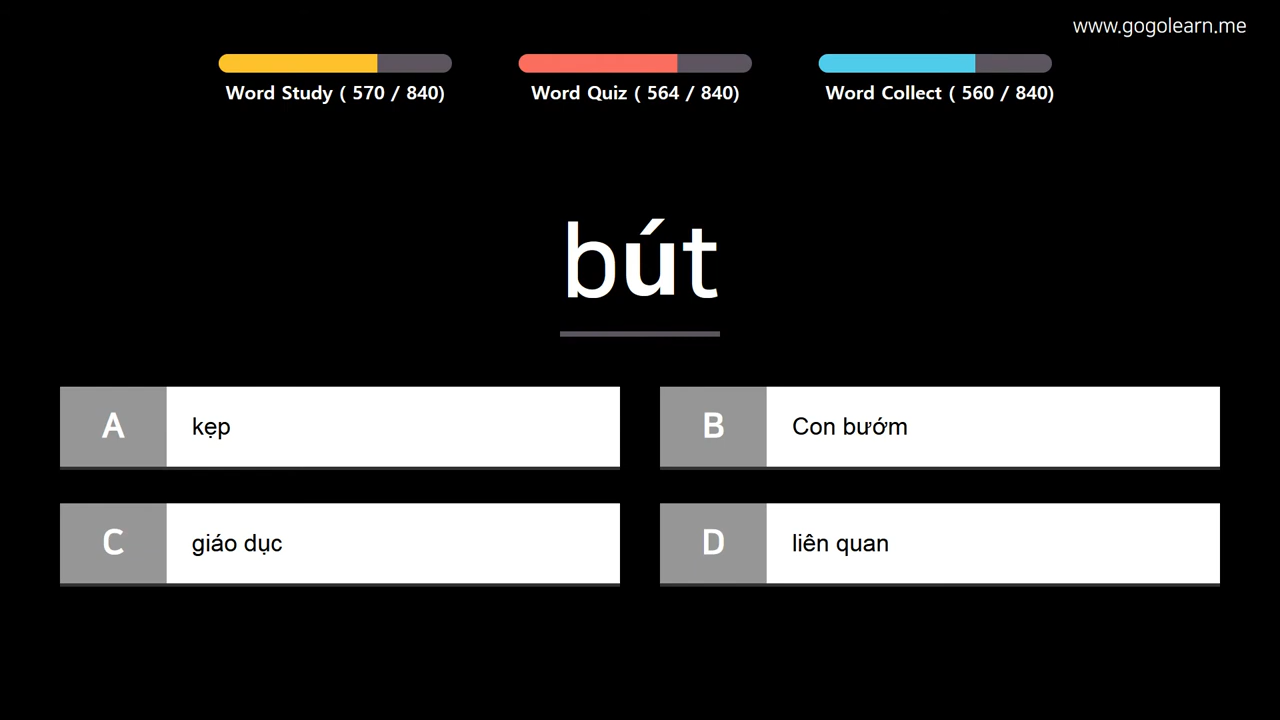 www.gogolearn.me
Word Study ( 570 / 840)
Word Quiz ( 564 / 840)
Word Collect ( 560 / 840)
bút
A kẹp
B Con bướm
C giáo dục
D liên quan